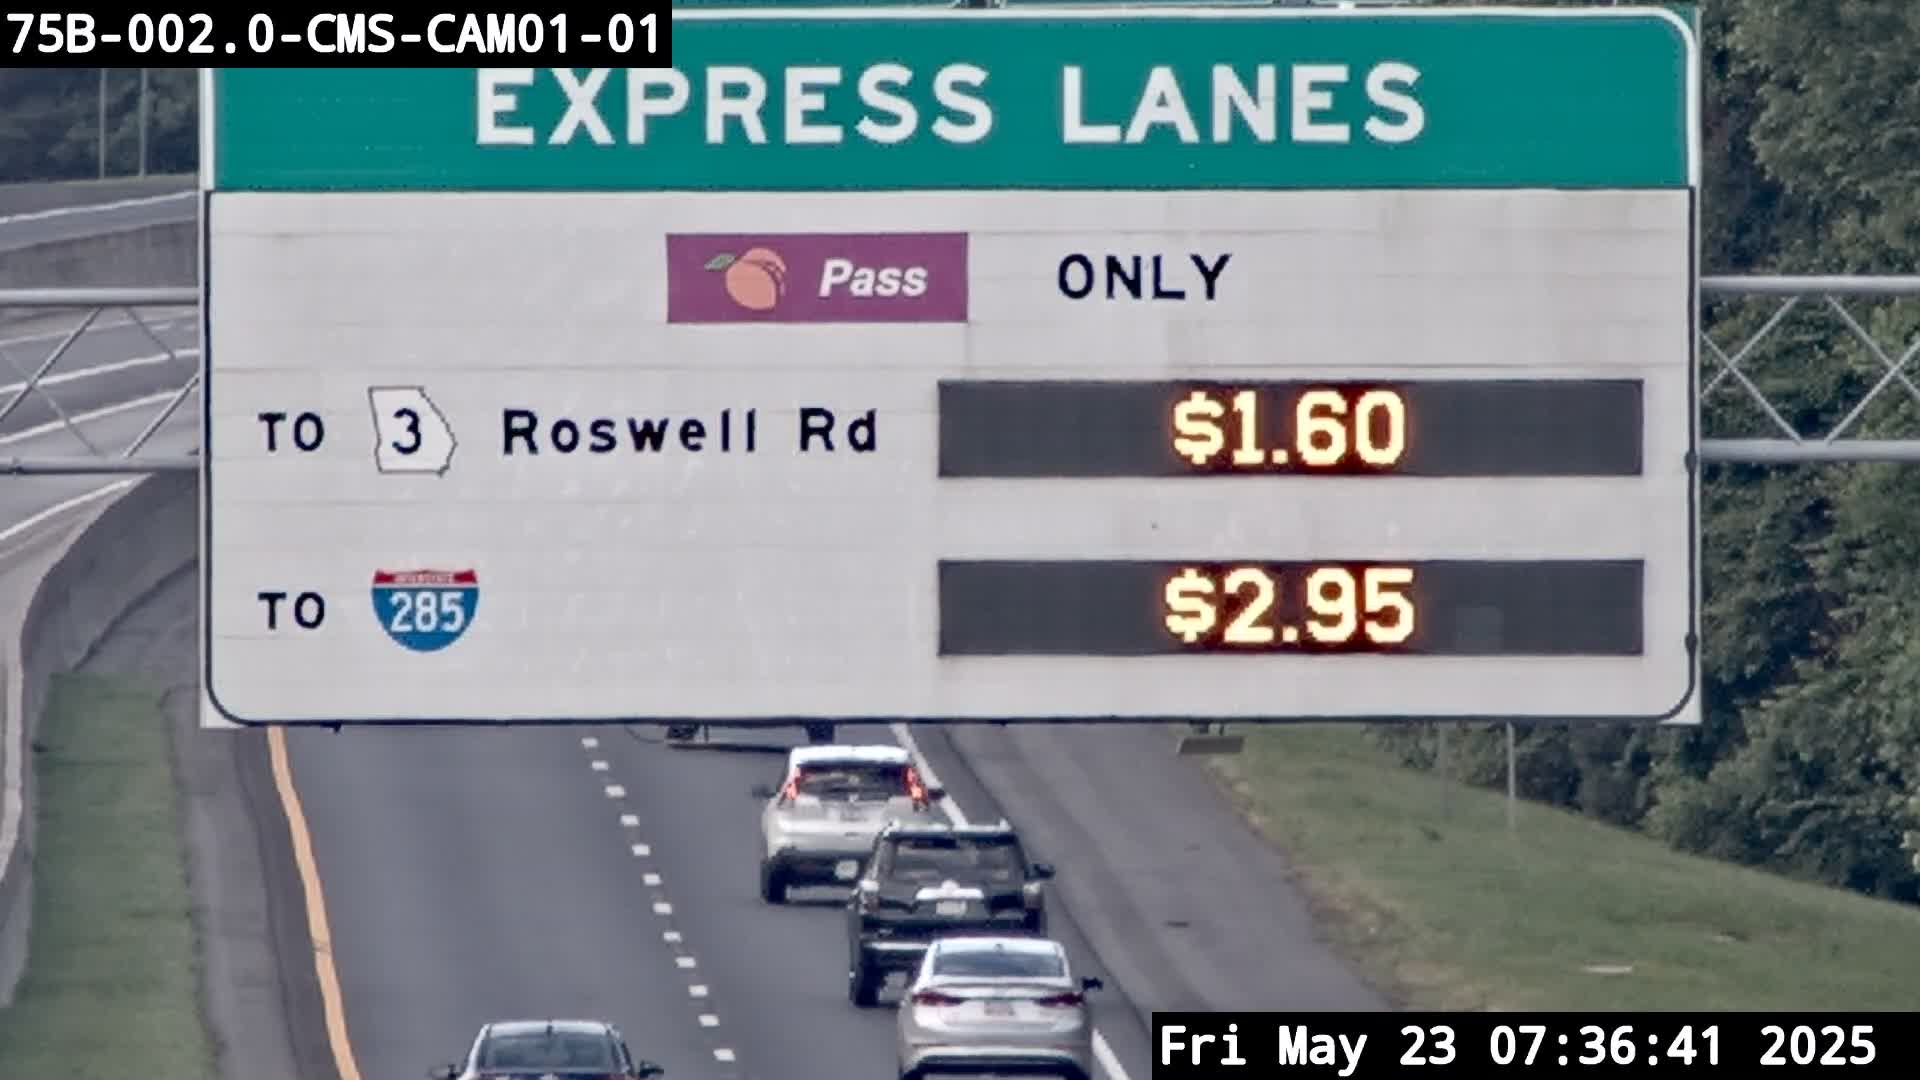 75B-002.0-CMS-CAM01-01
EXPRESS LANES
Pass ONLY
TO 3 Roswell Rd $1.60
TO INTERSTATE 285 $2.95
Fri May 23 07:36:41 2025